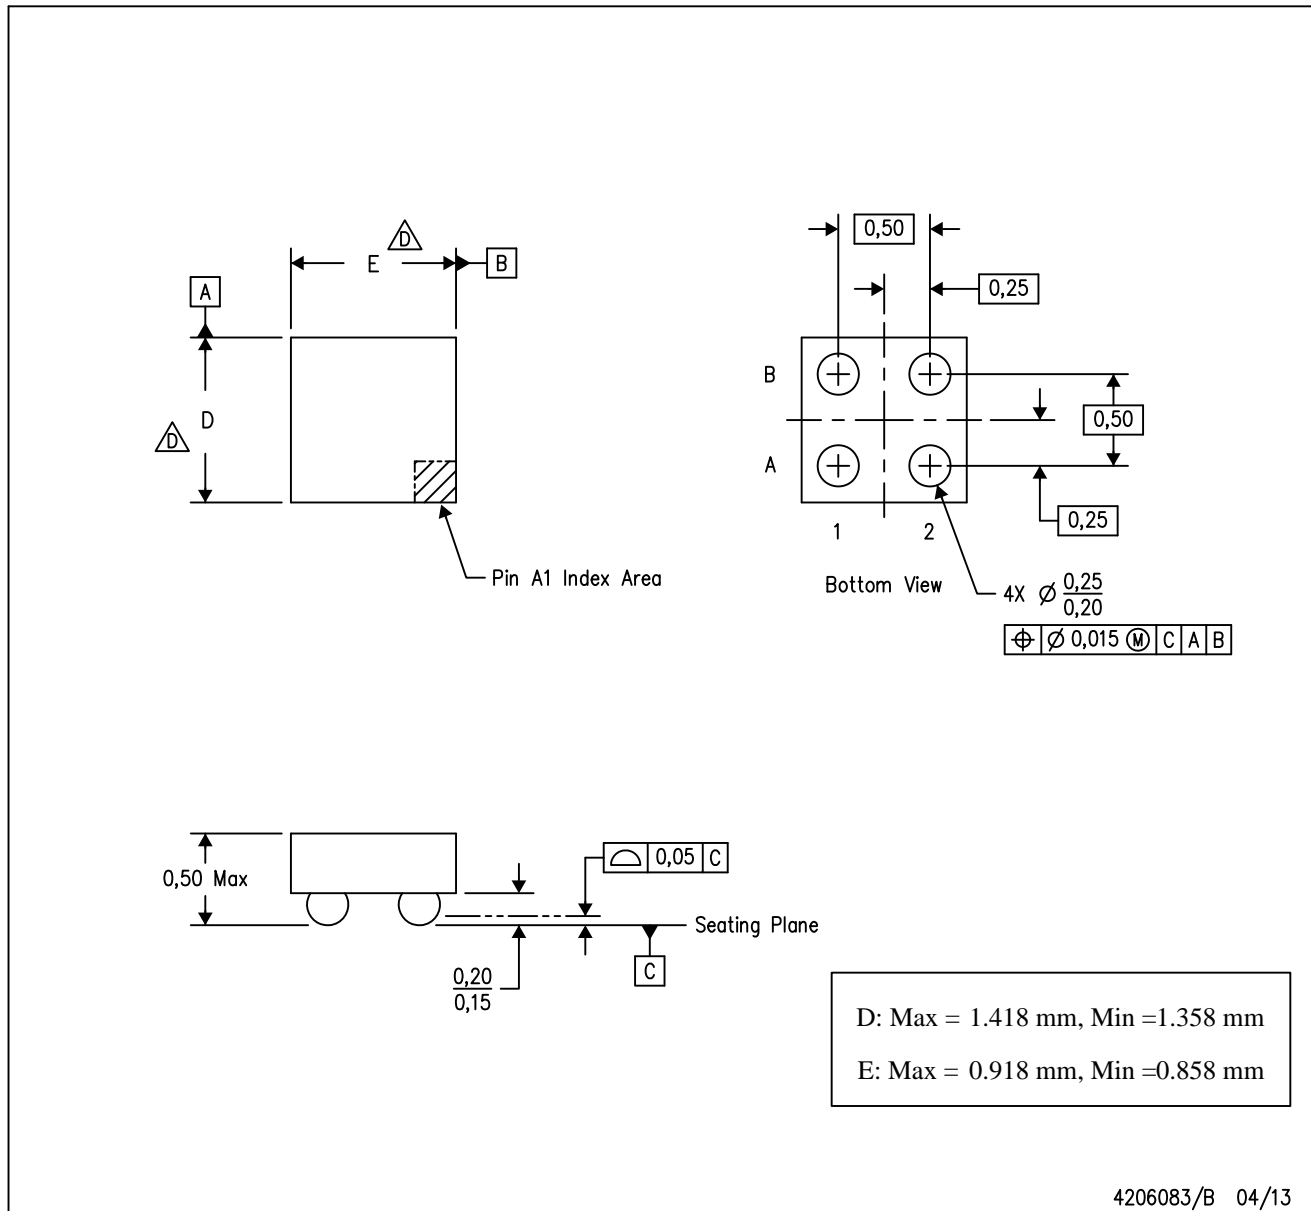 0,50
D
E
B
0,25
A
B
D
0,50
D
A
0,25
1 2
Pin A1 Index Area
Bottom View
4X Ø 0,25
0,20
⌖ Ø 0,015 Ⓜ C A B
0,05 C
0,50 Max
Seating Plane
C
0,20
0,15
D: Max = 1.418 mm, Min =1.358 mm
E: Max = 0.918 mm, Min =0.858 mm
4206083/B 04/13